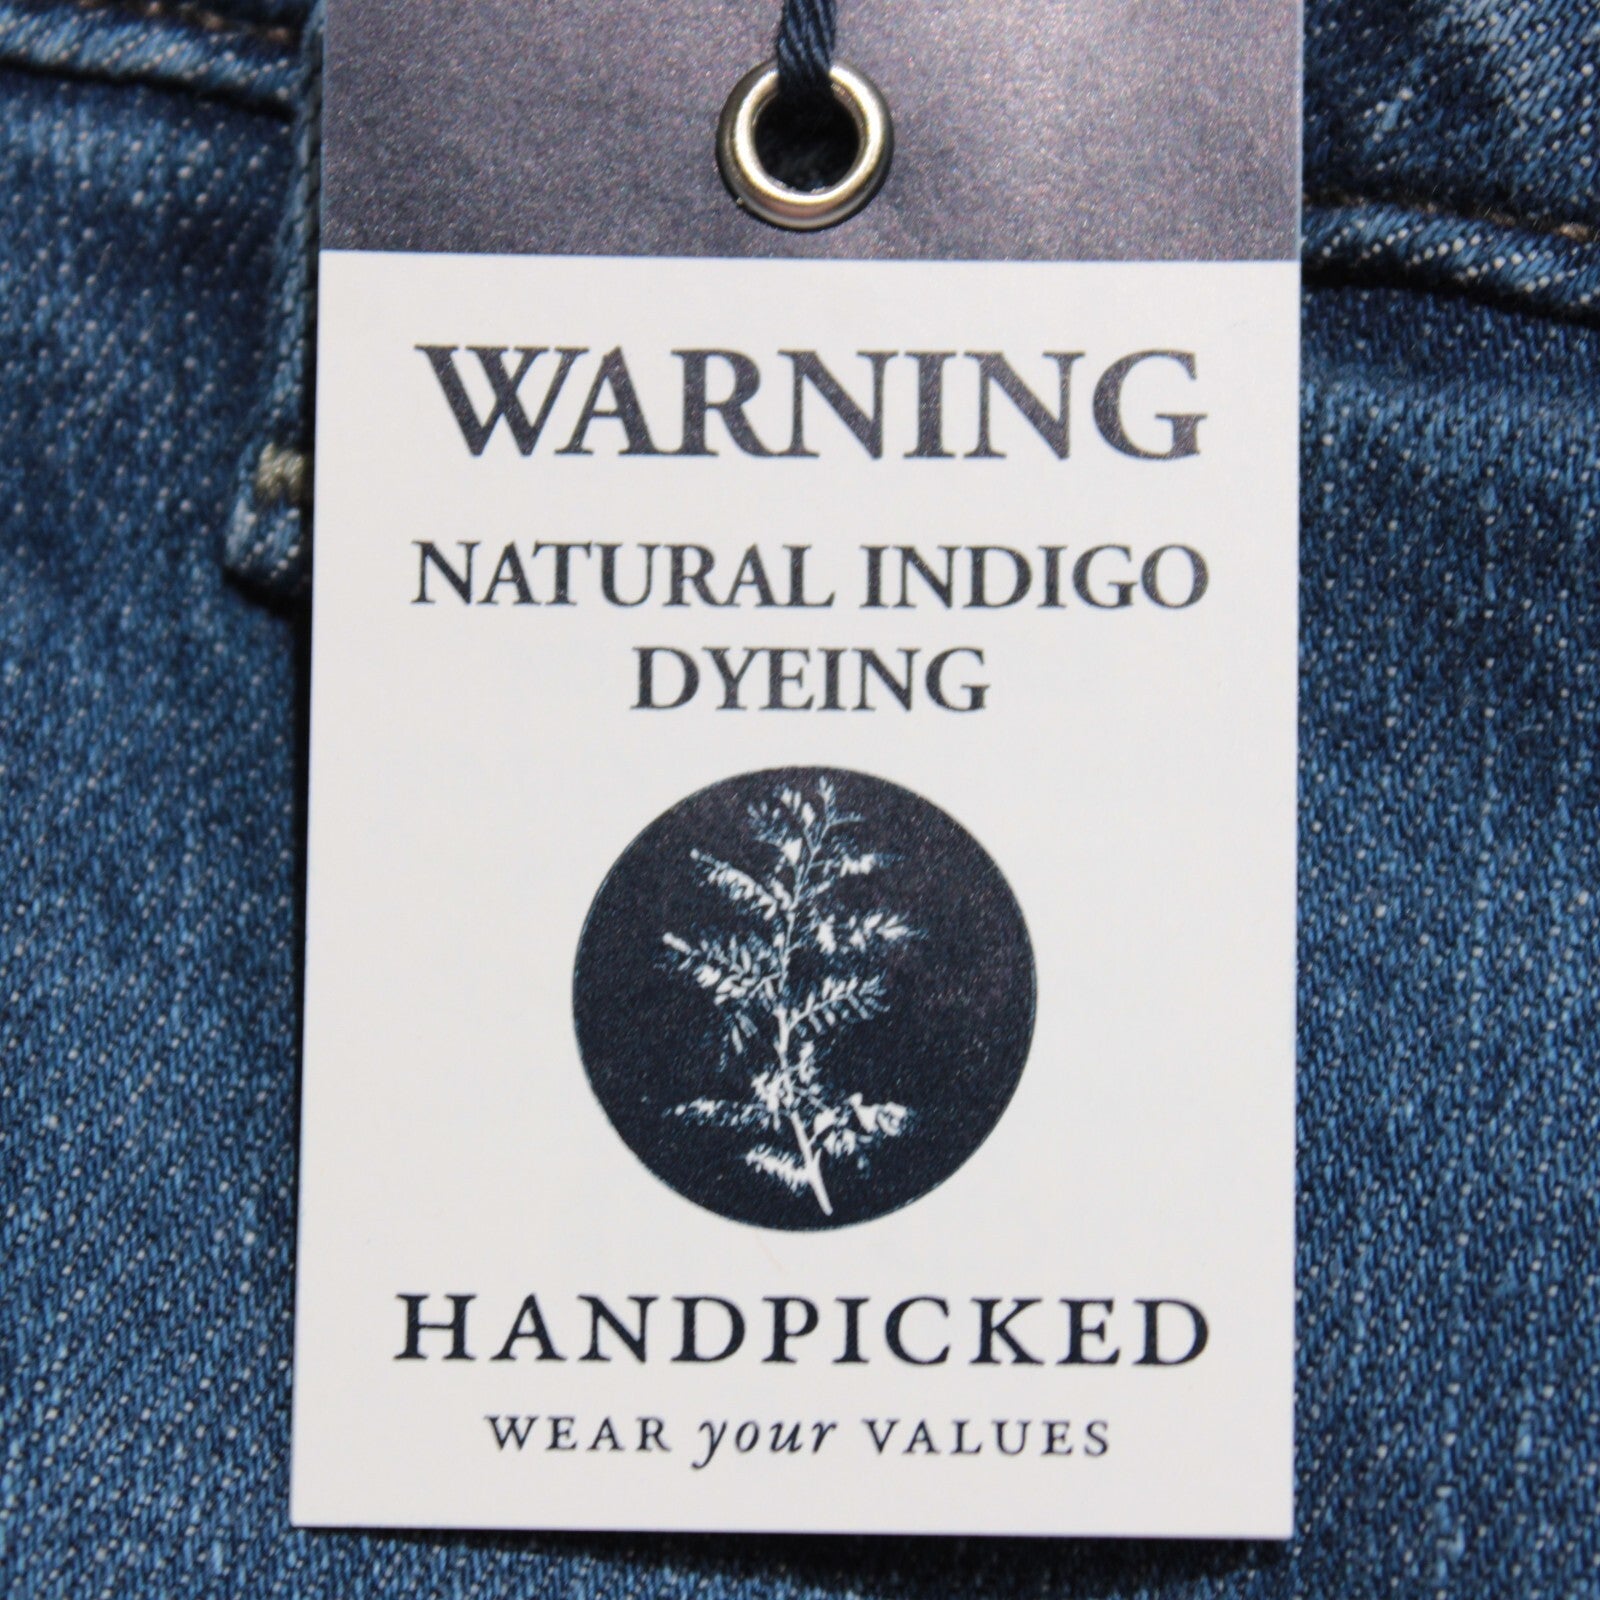 WARNING
NATURAL INDIGO
DYEING
HANDPICKED
WEAR your VALUES